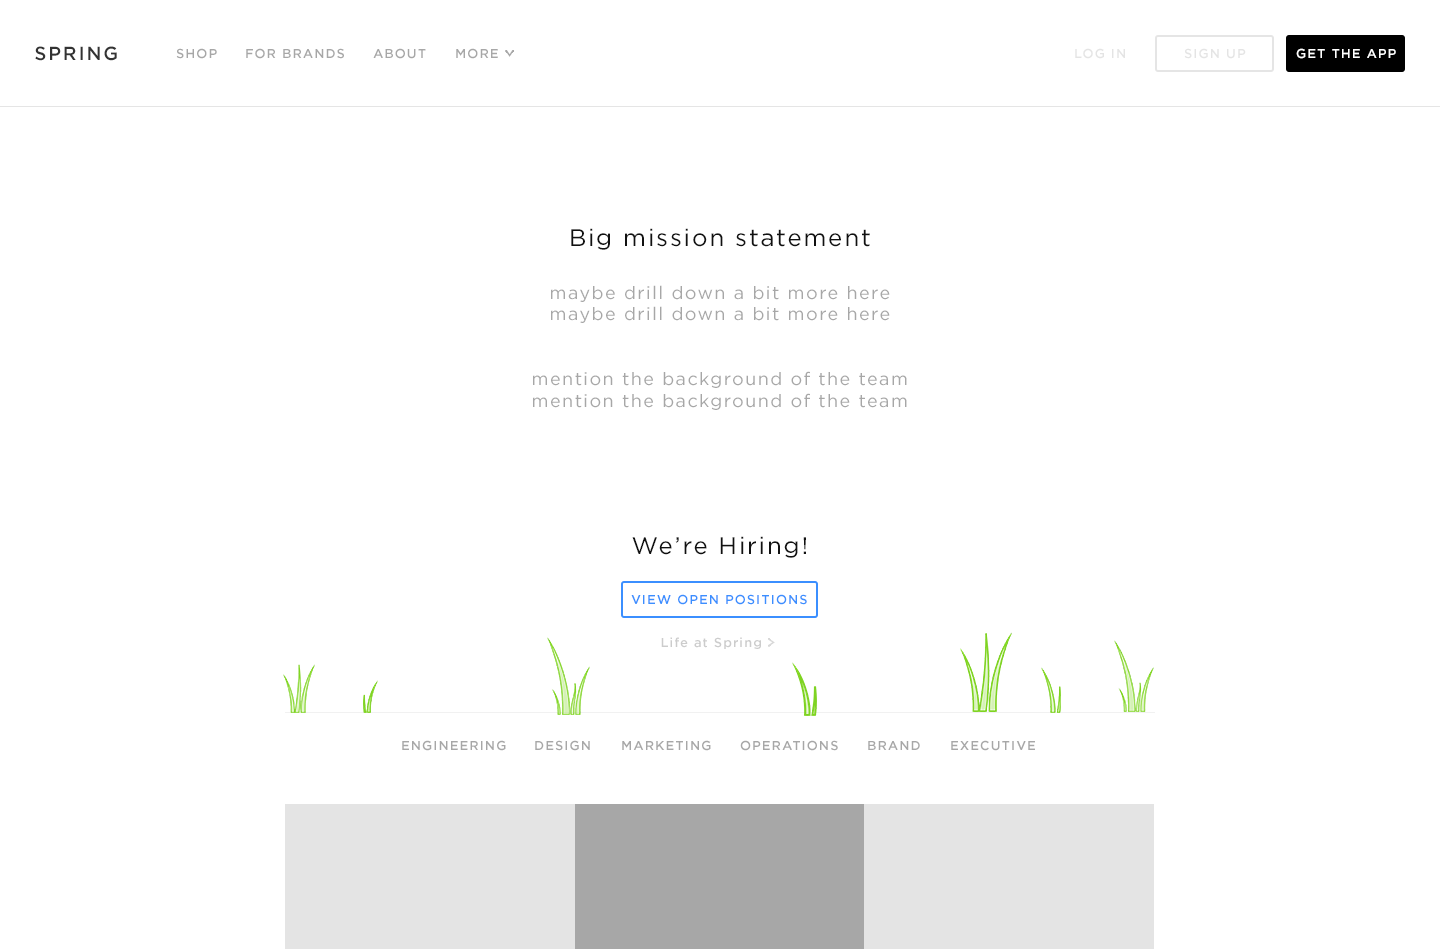 SPRING
SHOP
FOR BRANDS
ABOUT
MORE
LOG IN
SIGN UP
GET THE APP
Big mission statement
maybe drill down a bit more here
maybe drill down a bit more here
mention the background of the team
mention the background of the team
We’re Hiring!
VIEW OPEN POSITIONS
Life at Spring >
ENGINEERING
DESIGN
MARKETING
OPERATIONS
BRAND
EXECUTIVE